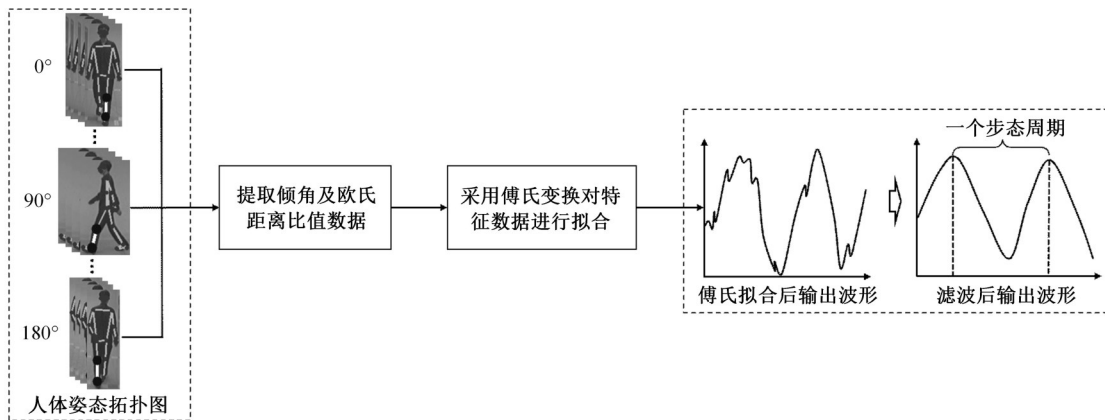 0°
90°
180°
人体姿态拓扑图
提取倾角及欧氏
距离比值数据
采用傅氏变换对特
征数据进行拟合
傅氏拟合后输出波形
一个步态周期
滤波后输出波形